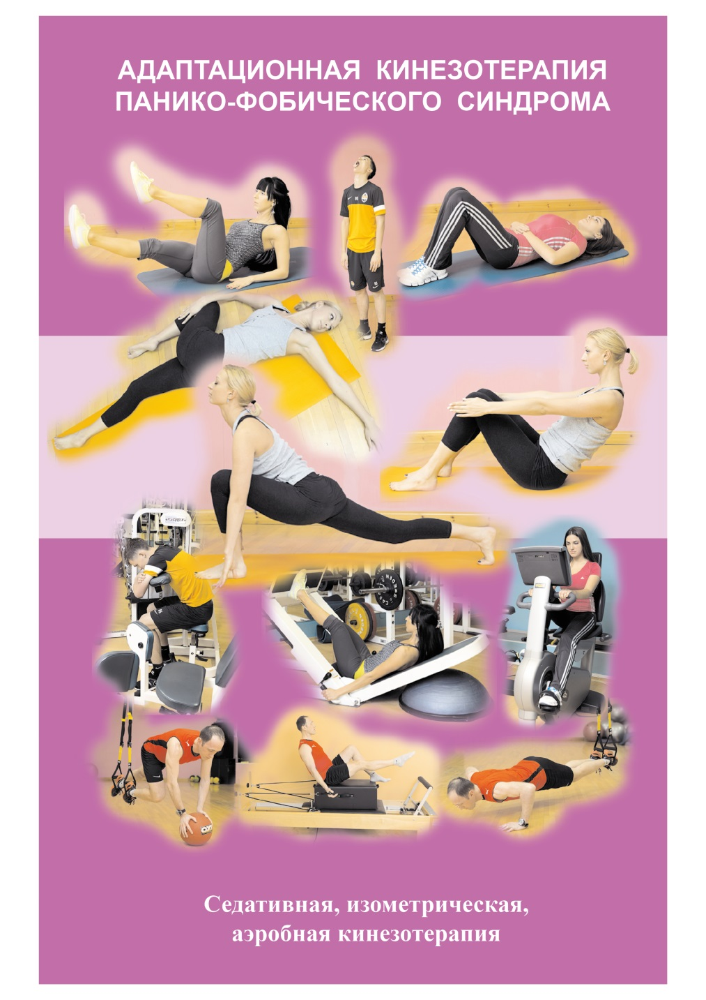 АДАПТАЦИОННАЯ КИНЕЗОТЕРАПИЯ
ПАНИКО-ФОБИЧЕСКОГО СИНДРОМА
Седативная, изометрическая,
аэробная кинезотерапия